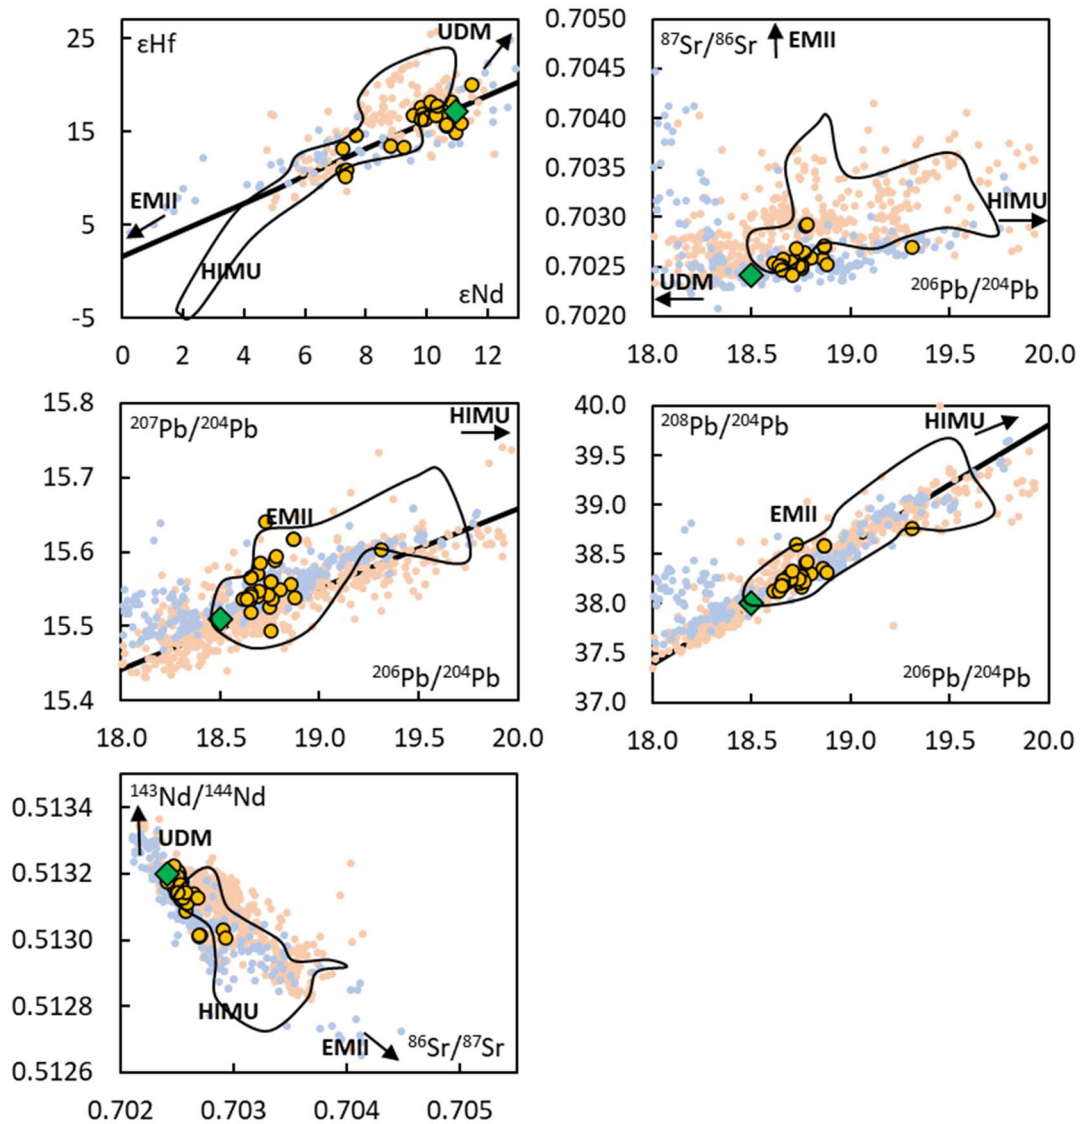 εHf
UDM
25
15
5
-5
EMII
HIMU
εNd
0 2 4 6 8 10 12
0.7050
0.7045
0.7040
0.7035
0.7030
0.7025
0.7020
87Sr/86Sr
EMII
HIMU
UDM
206Pb/204Pb
18.0 18.5 19.0 19.5 20.0
15.8
15.7
15.6
15.5
15.4
207Pb/204Pb
HIMU
EMII
206Pb/204Pb
18.0 18.5 19.0 19.5 20.0
40.0
39.5
39.0
38.5
38.0
37.5
37.0
208Pb/204Pb
HIMU
EMII
206Pb/204Pb
18.0 18.5 19.0 19.5 20.0
0.5134
0.5132
0.5130
0.5128
0.5126
143Nd/144Nd
UDM
HIMU
EMII
86Sr/87Sr
0.702 0.703 0.704 0.705